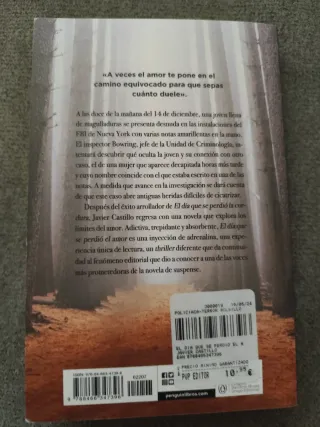 «A veces el amor te pone en el
camino equivocado para que sepas
cuánto duele».
A las doce de la mañana del 14 de diciembre, una joven llena
de magulladuras se presenta desnuda en las instalaciones del
FBI de Nueva York con varias notas amarillentas en la mano.
El inspector Bowring, jefe de la Unidad de Criminología, in-
tentará descubrir qué oculta la joven y su conexión con otro
caso, el de una mujer que aparece decapitada horas más tarde
y cuyo nombre coincide con el que estaba escrito en una de las
notas. A medida que avance en la investigación se dará cuenta
de que este caso abre antiguas heridas difíciles de cicatrizar.
Después del éxito arrollador de El día que se perdió la cordura,
Javier Castillo regresa con una novela que explora los
límites del amor. Adictiva, trepidante y absorbente, El día que
se perdió el amor es una inyección de adrenalina, una expe-
riencia única de lectura, un thriller diferente que da continui-
dad al fenómeno editorial que dio a conocer a una de las voces
más prometedoras de la novela de suspense.
EL DIA QUE SE PERDIO EL A
JAVIER CASTILLO
PVP EDITOR
penguinlibros.com